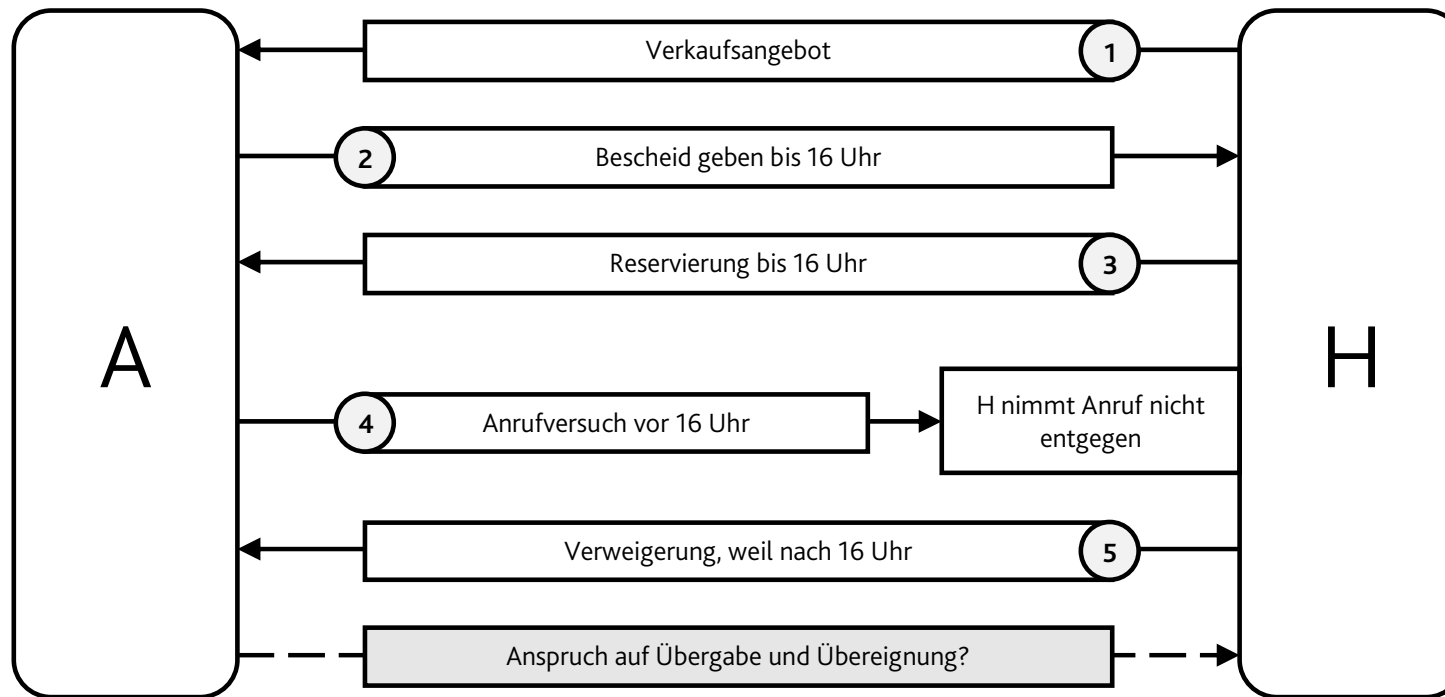 Verkaufsangebot
1
2
Bescheid geben bis 16 Uhr
Reservierung bis 16 Uhr
3
A
H
4
Anrufversuch vor 16 Uhr
H nimmt Anruf nicht
entgegen
Verweigerung, weil nach 16 Uhr
5
Anspruch auf Übergabe und Übereignung?